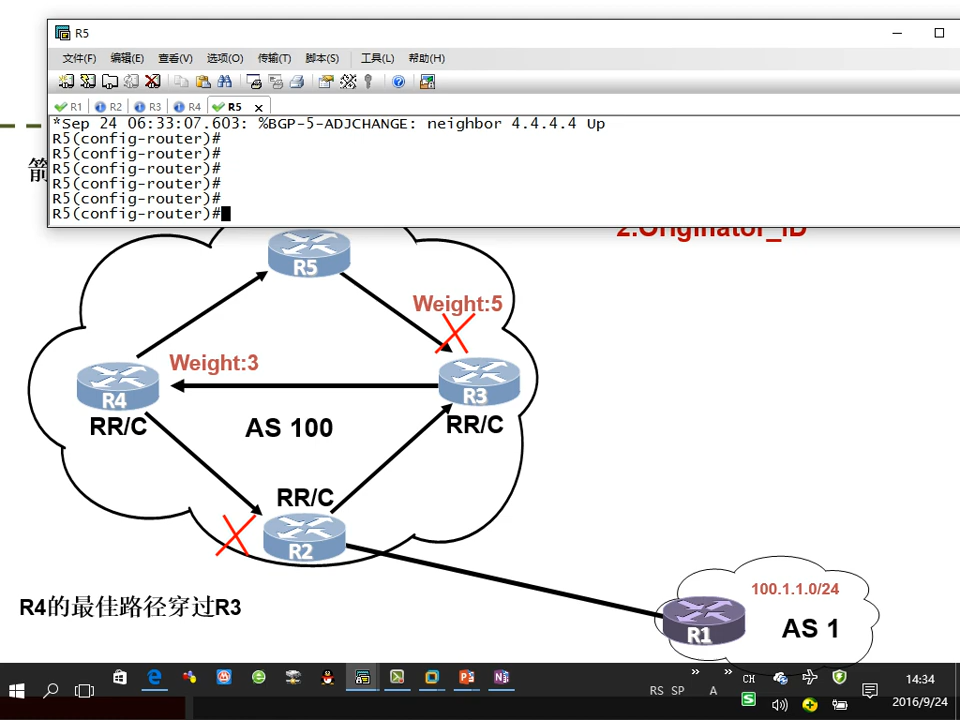 R5
文件(F) 编辑(E) 查看(V) 选项(O) 传输(T) 脚本(S) 工具(L) 帮助(H)
R1 R2 R3 R4 R5
*Sep 24 06:33:07.603: %BGP-5-ADJCHANGE: neighbor 4.4.4.4 Up
R5(config-router)#
R5(config-router)#
R5(config-router)#
R5(config-router)#
R5(config-router)#
R5(config-router)#
箭
2.Originator_ID
R5
Weight:5
Weight:3
R4
R3
RR/C
AS 100
RR/C
RR/C
R2
100.1.1.0/24
R4的最佳路径穿过R3
R1
AS 1
RS SP A CH
14:34
2016/9/24